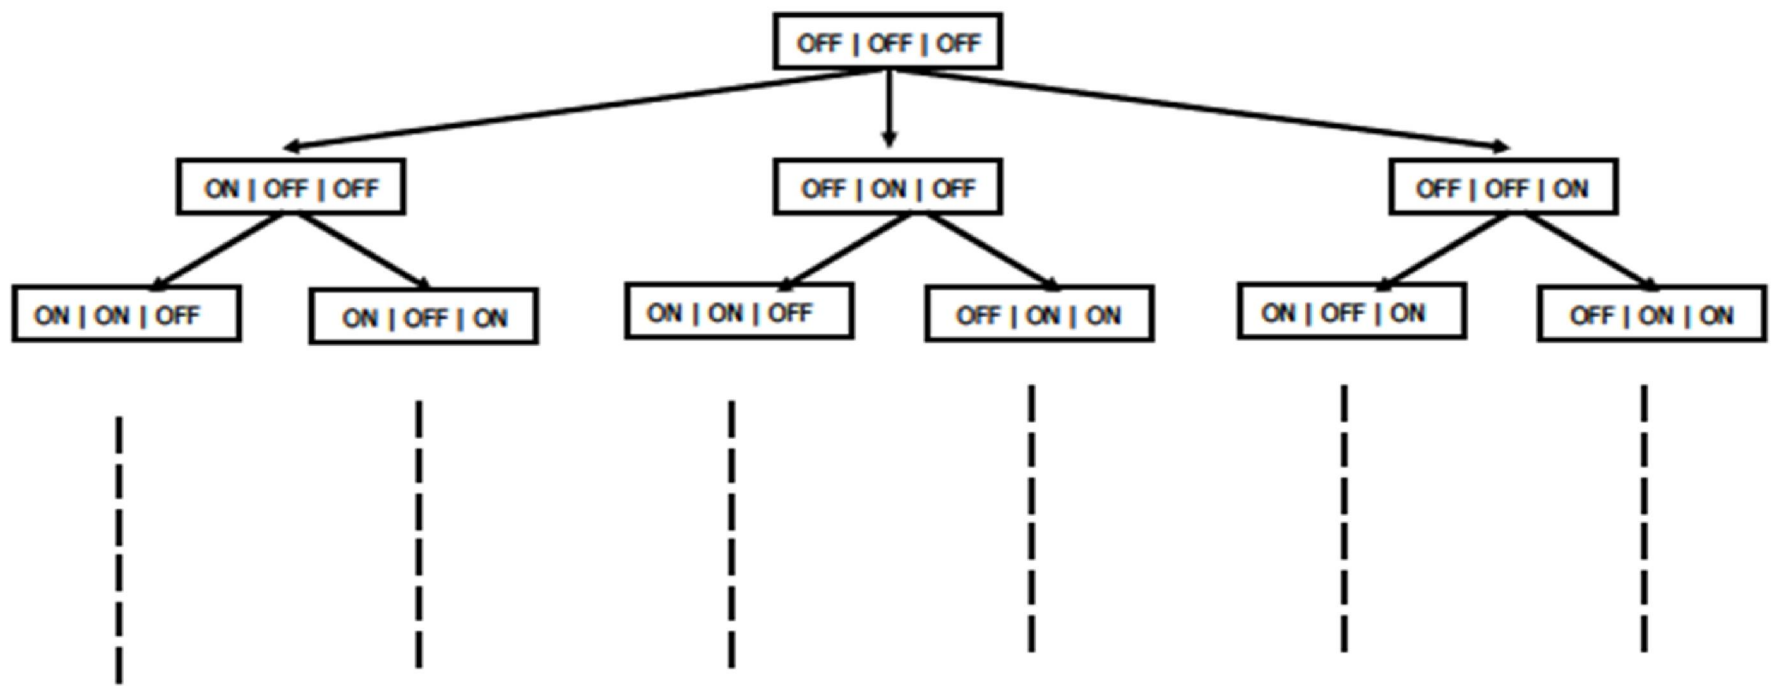 OFF | OFF | OFF
ON | OFF | OFF
OFF | ON | OFF
OFF | OFF | ON
ON | ON | OFF
ON | OFF | ON
ON | ON | OFF
OFF | ON | ON
ON | OFF | ON
OFF | ON | ON